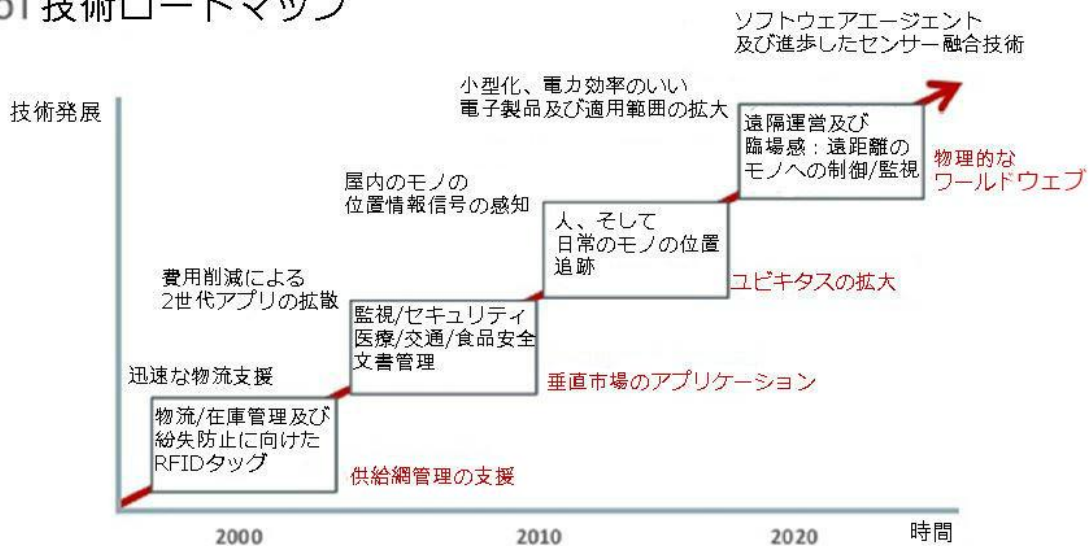 技術ロードマップ
ソフトウェアエージェント
及び進歩したセンサー融合技術
技術発展
小型化、電力効率のいい
電子製品及び適用範囲の拡大
遠隔運営及び
臨場感：遠距離の
モノへの制御/監視
物理的な
ワールドウェブ
屋内のモノの
位置情報信号の感知
人、そして
日常のモノの位置
追跡
ユビキタスの拡大
費用削減による
2世代アプリの拡散
監視/セキュリティ
医療/交通/食品安全
文書管理
垂直市場のアプリケーション
迅速な物流支援
物流/在庫管理及び
紛失防止に向けた
RFIDタッグ
供給網管理の支援
2000
2010
2020
時間